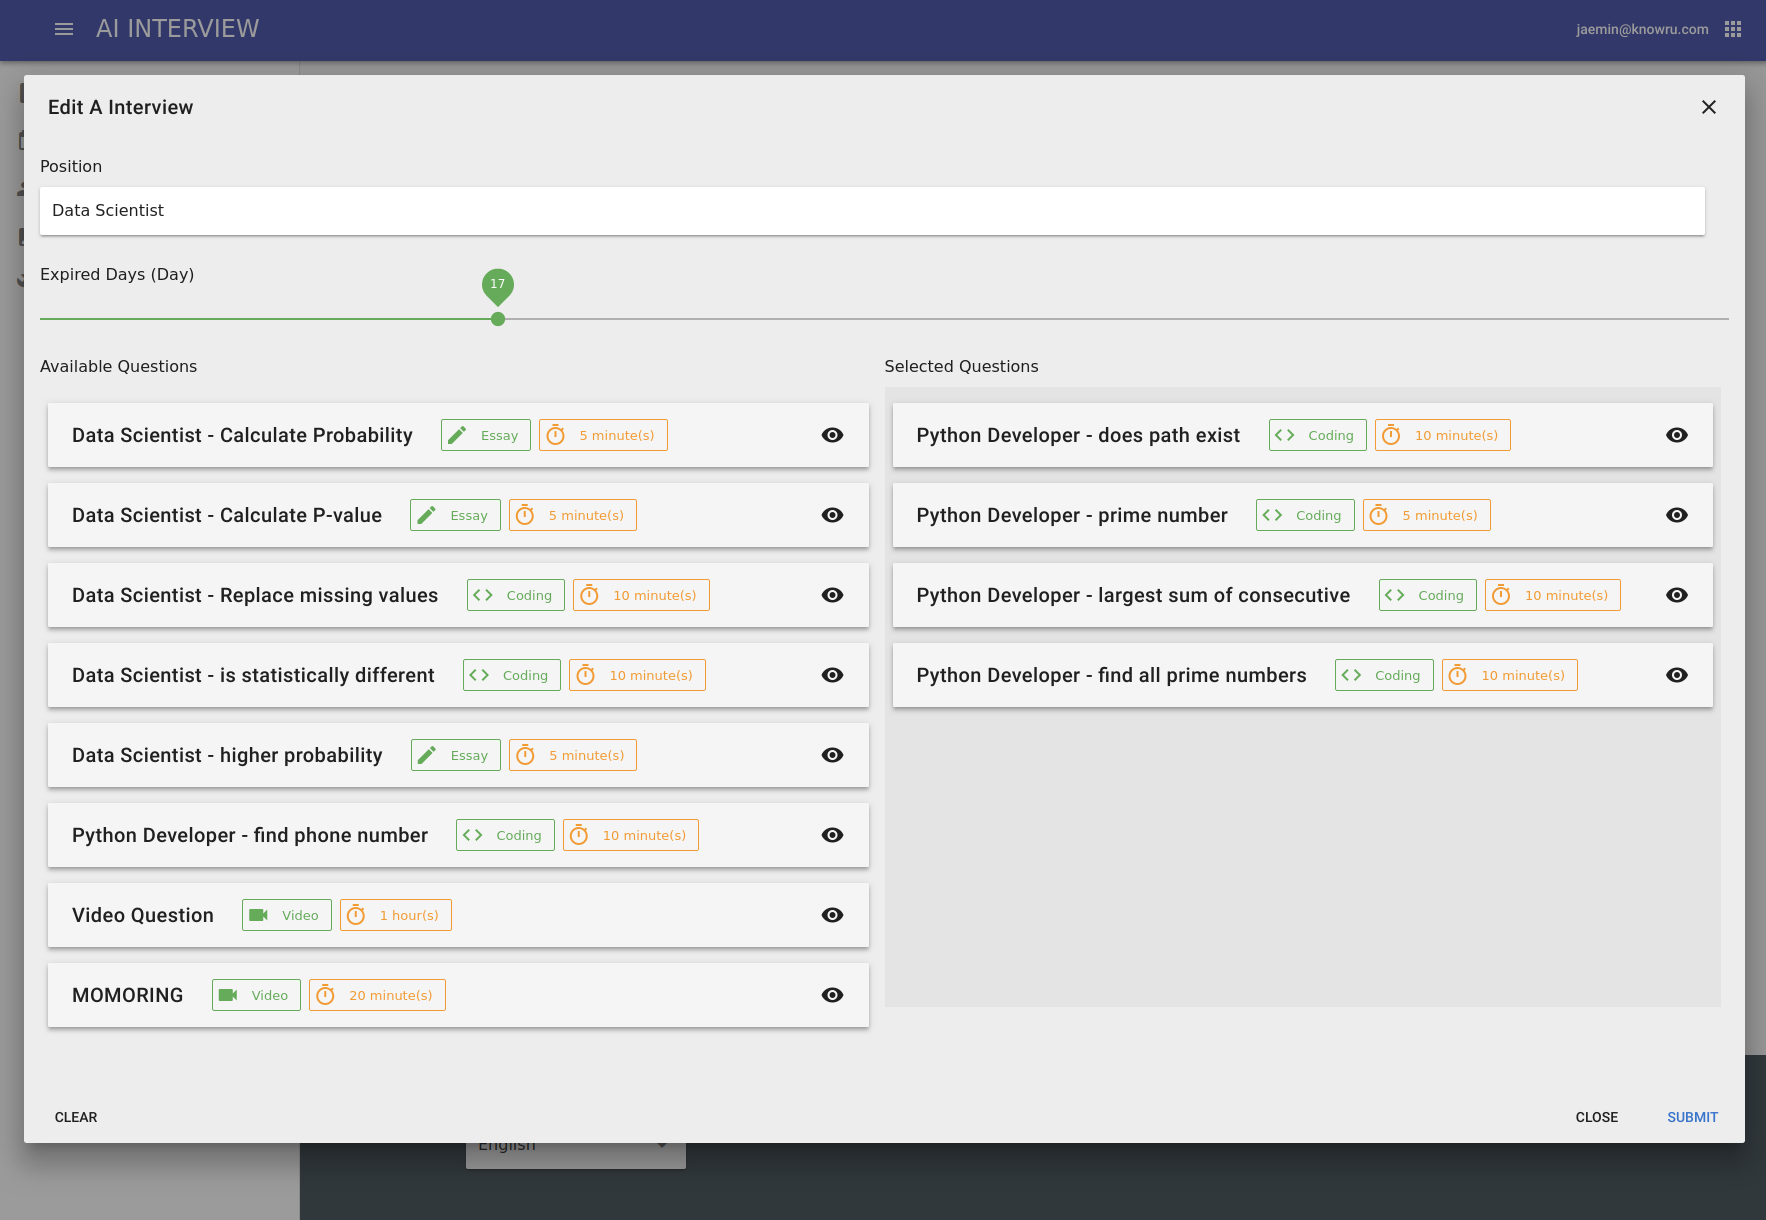 AI INTERVIEW
jaemin@knowru.com
Edit A Interview
Position
Data Scientist
Expired Days (Day)
17
Available Questions
Data Scientist - Calculate Probability Essay 5 minute(s)
Data Scientist - Calculate P-value Essay 5 minute(s)
Data Scientist - Replace missing values Coding 10 minute(s)
Data Scientist - is statistically different Coding 10 minute(s)
Data Scientist - higher probability Essay 5 minute(s)
Python Developer - find phone number Coding 10 minute(s)
Video Question Video 1 hour(s)
MOMORING Video 20 minute(s)
Selected Questions
Python Developer - does path exist Coding 10 minute(s)
Python Developer - prime number Coding 5 minute(s)
Python Developer - largest sum of consecutive Coding 10 minute(s)
Python Developer - find all prime numbers Coding 10 minute(s)
CLEAR
CLOSE
SUBMIT
English